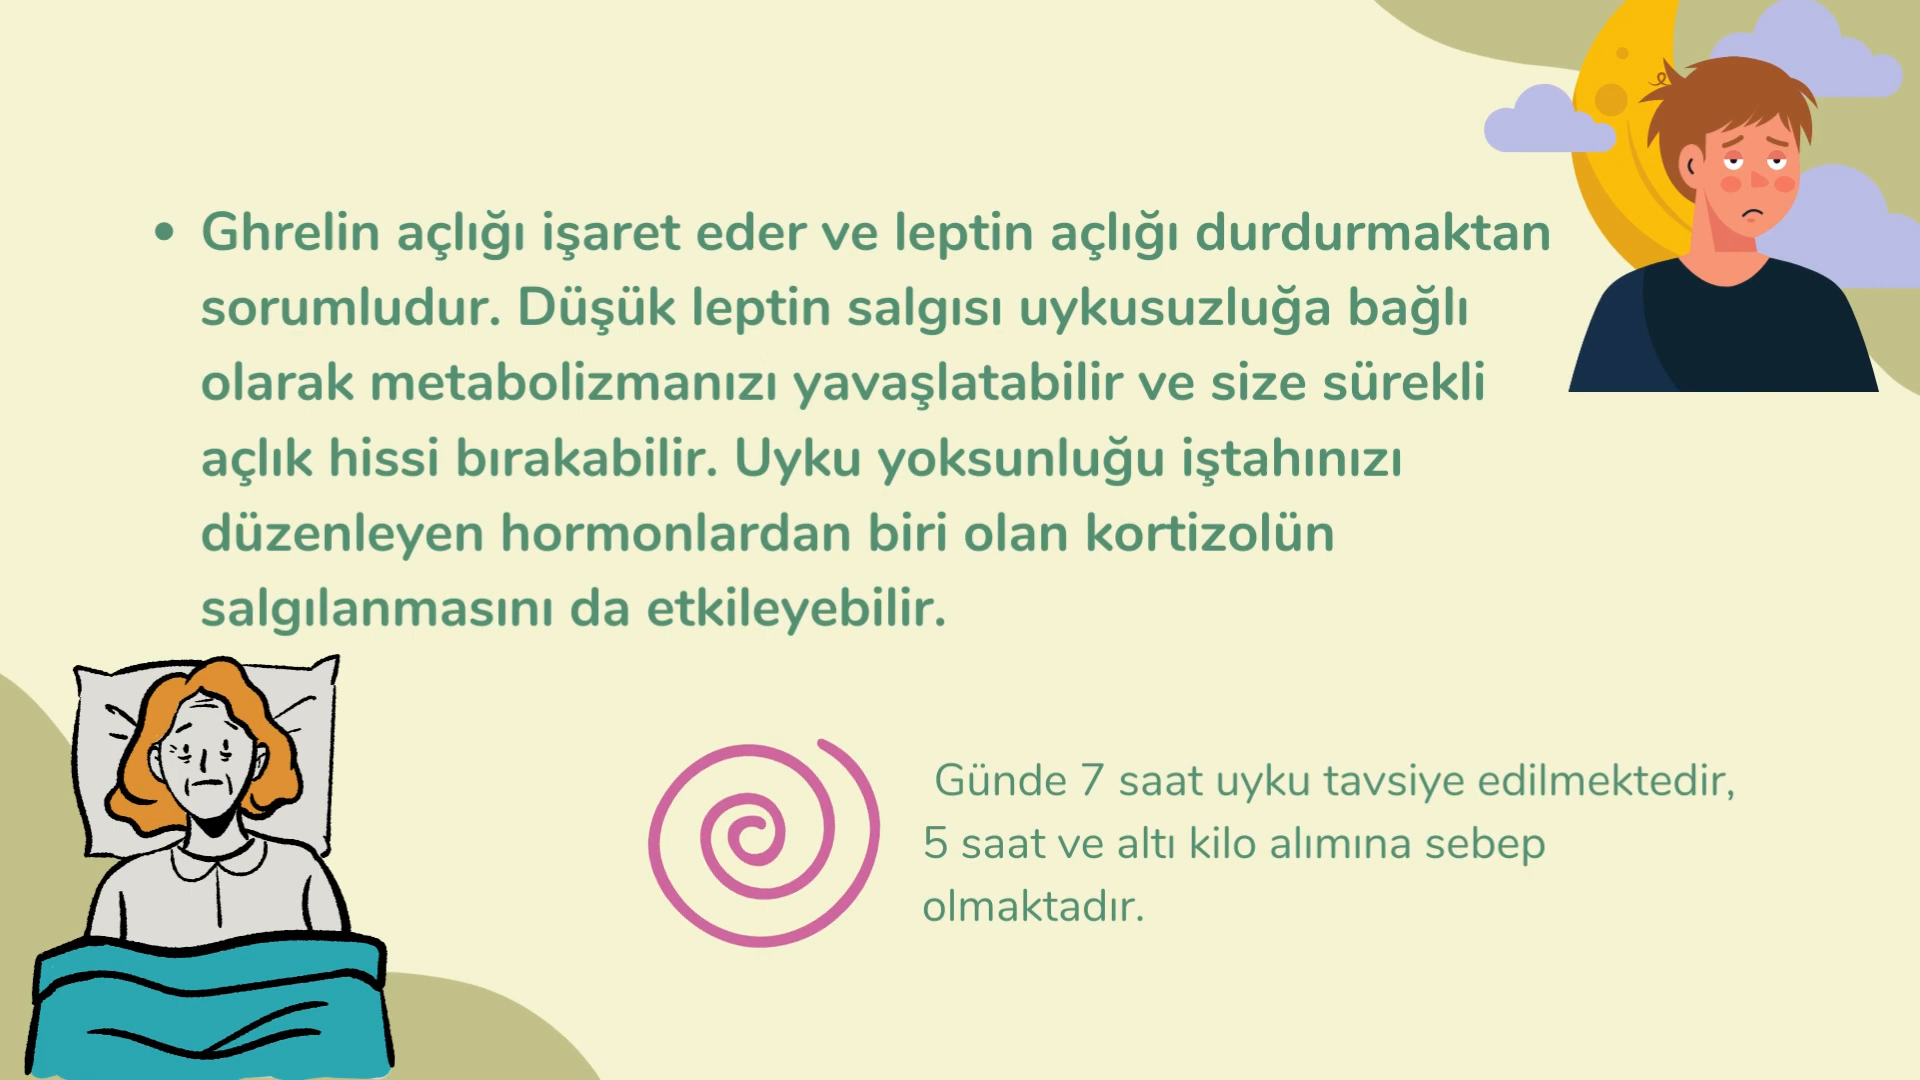 • Ghrelin açlığı işaret eder ve leptin açlığı durdurmaktan
sorumludur. Düşük leptin salgısı uykusuzluğa bağlı
olarak metabolizmanızı yavaşlatabilir ve size sürekli
açlık hissi bırakabilir. Uyku yoksunluğu iştahınızı
düzenleyen hormonlardan biri olan kortizolün
salgılanmasını da etkileyebilir.
Günde 7 saat uyku tavsiye edilmektedir,
5 saat ve altı kilo alımına sebep
olmaktadır.